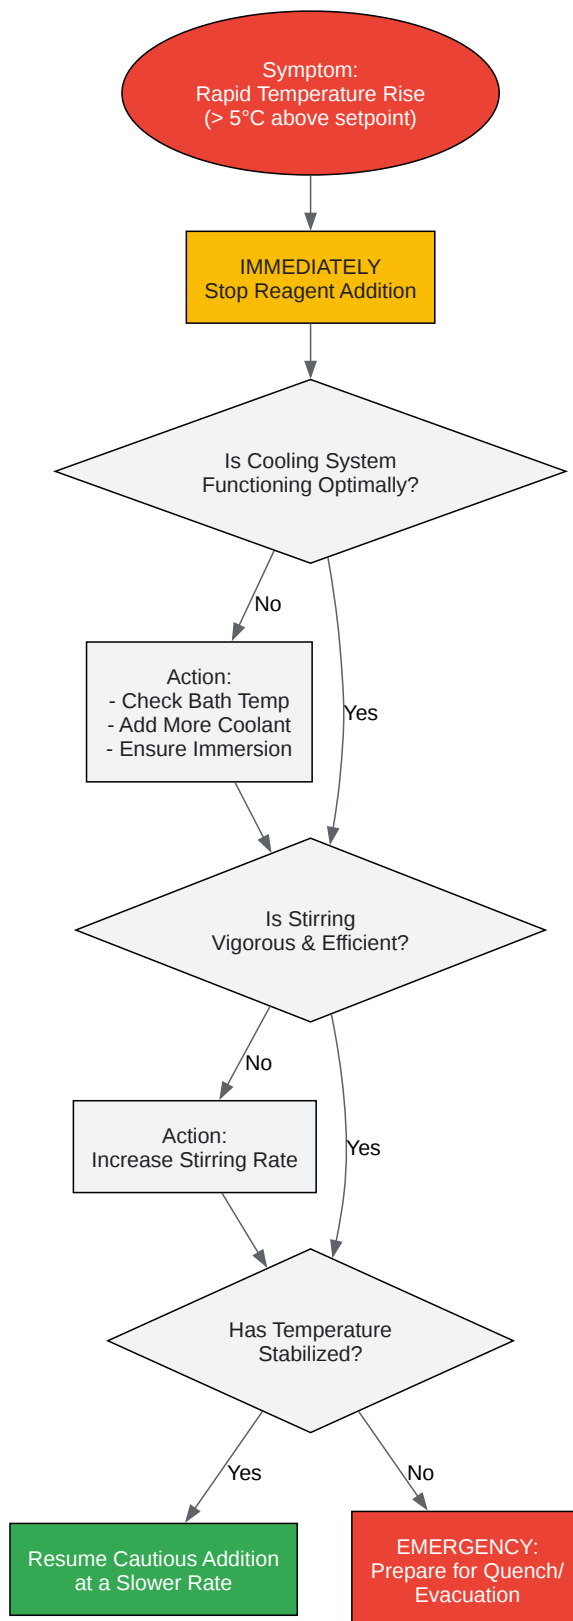 Symptom:
Rapid Temperature Rise
(> 5°C above setpoint)
IMMEDIATELY
Stop Reagent Addition
Is Cooling System
Functioning Optimally?
No
Action:
- Check Bath Temp
- Add More Coolant
- Ensure Immersion
Yes
Is Stirring
Vigorous & Efficient?
No
Action:
Increase Stirring Rate
Yes
Has Temperature
Stabilized?
Yes
No
Resume Cautious Addition
at a Slower Rate
EMERGENCY:
Prepare for Quench/
Evacuation